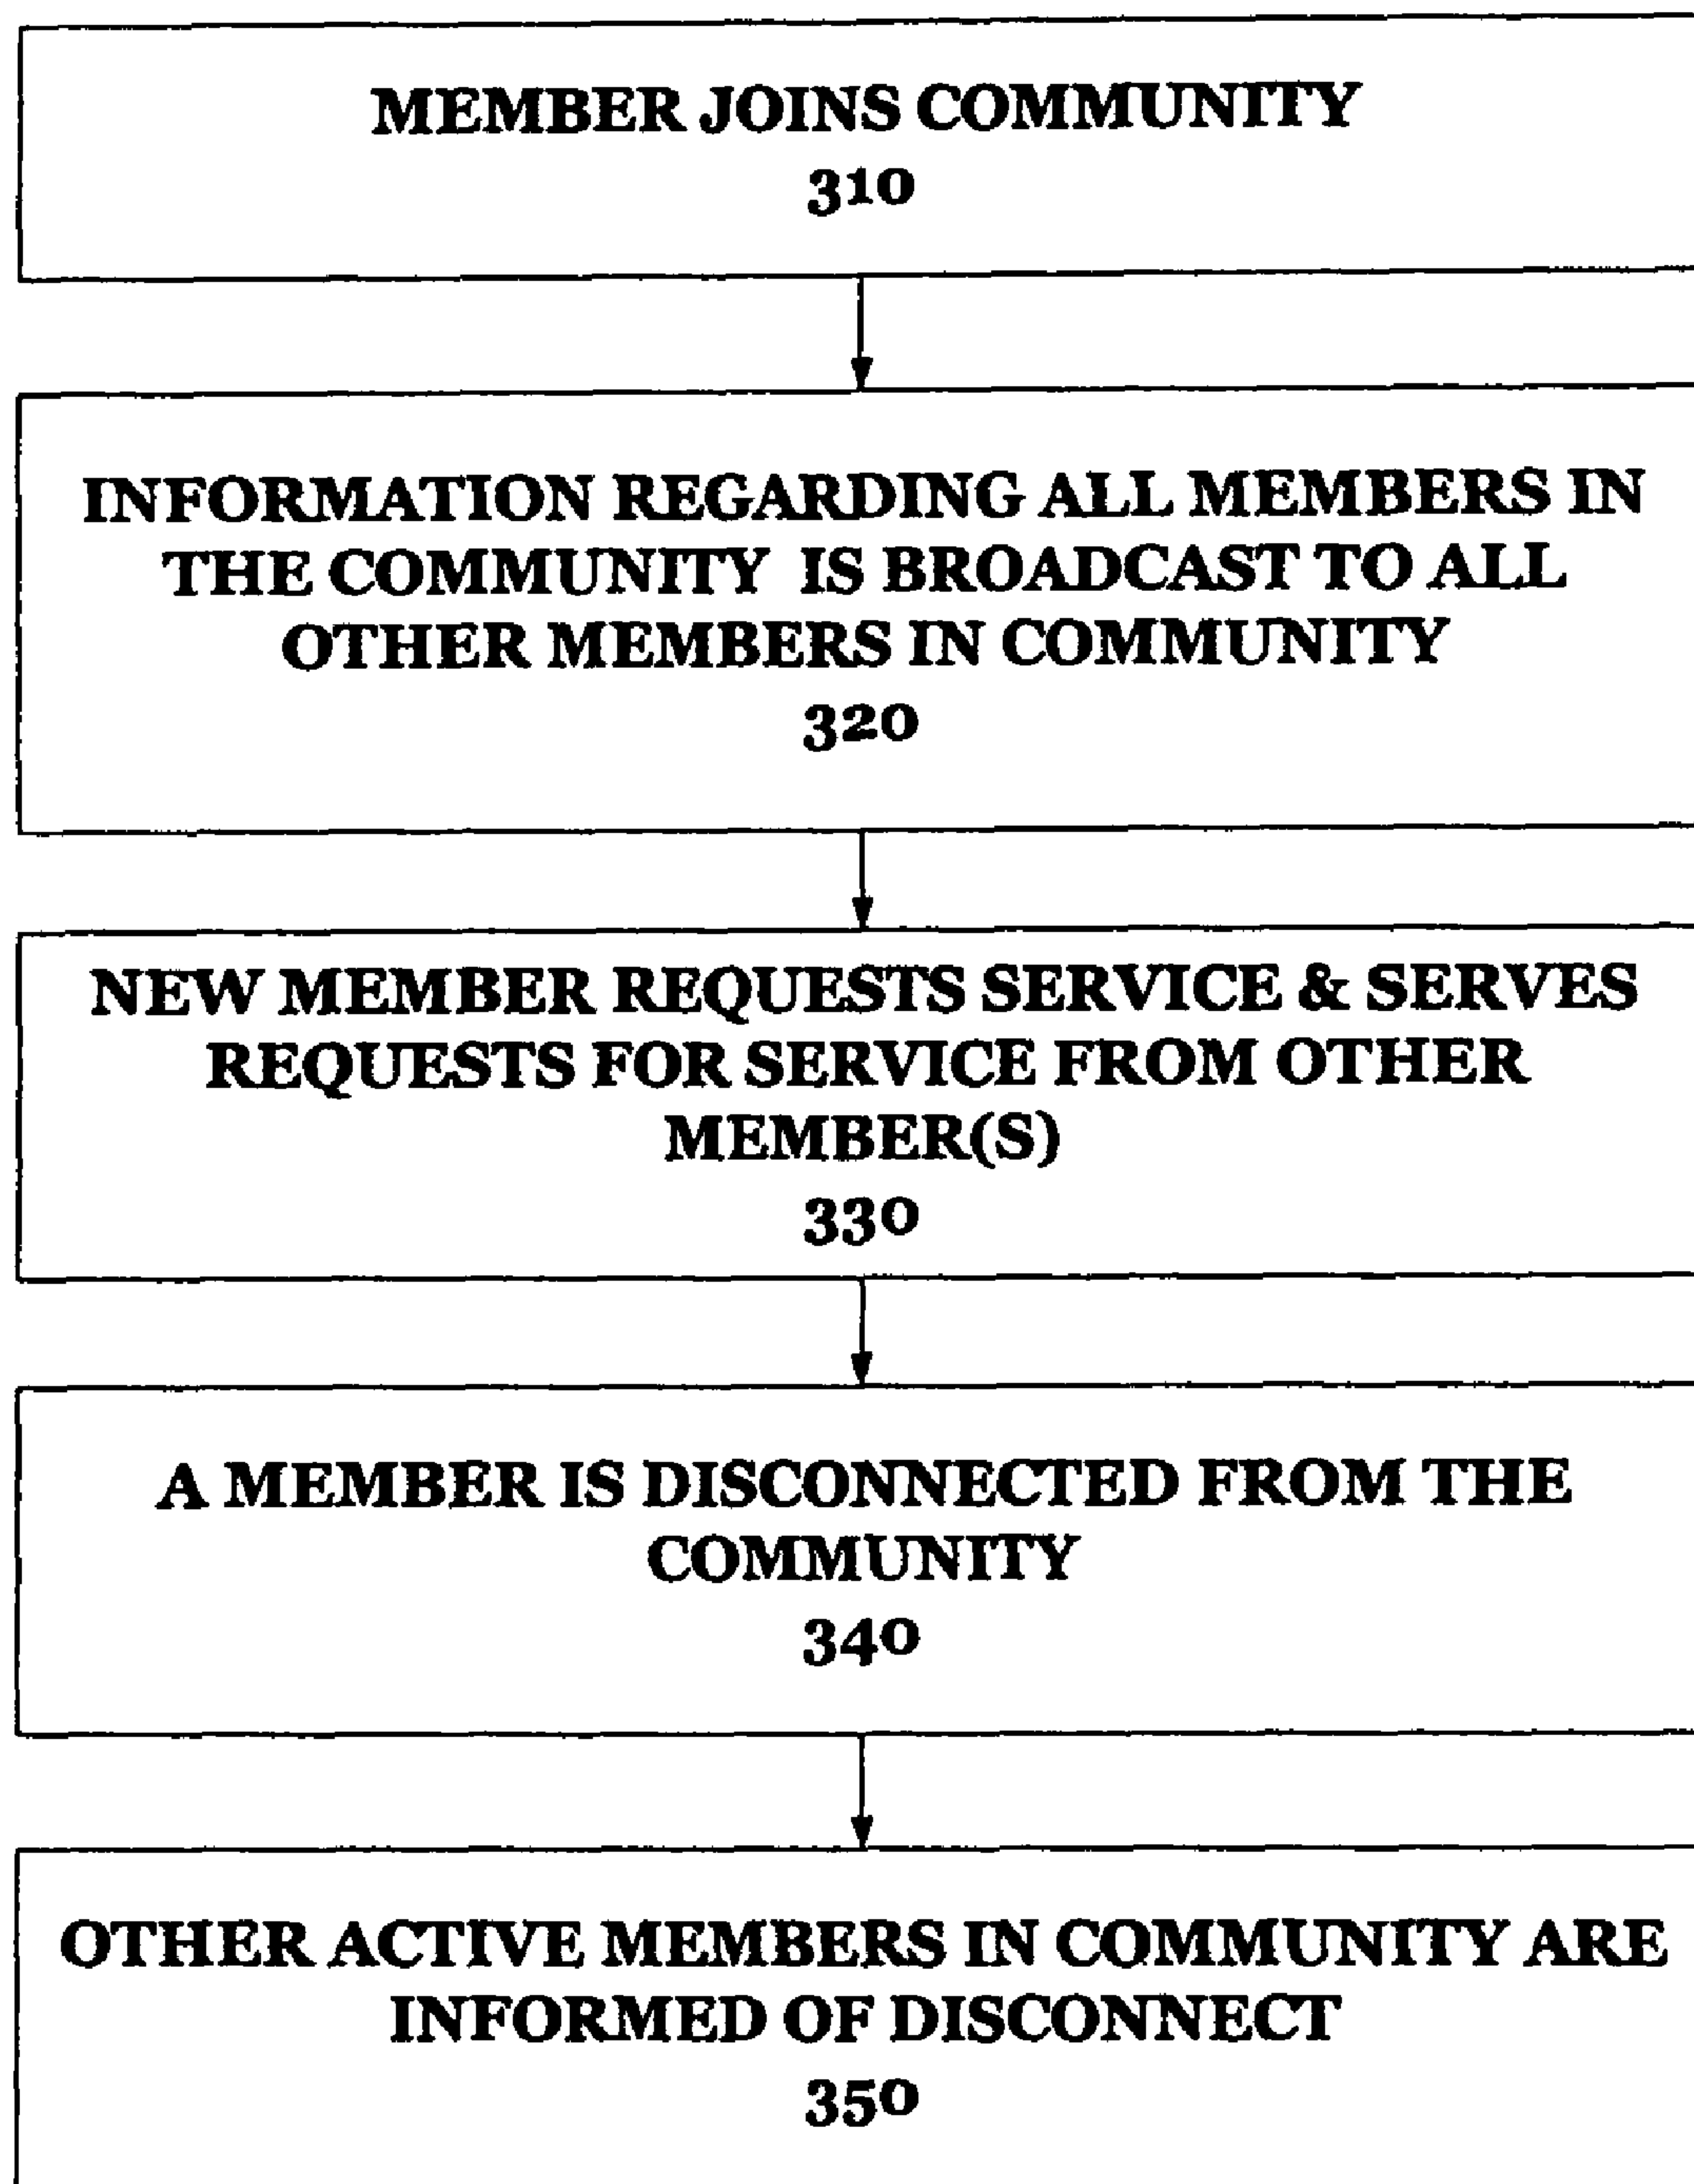 MEMBER JOINS COMMUNITY
310
INFORMATION REGARDING ALL MEMBERS IN
THE COMMUNITY IS BROADCAST TO ALL
OTHER MEMBERS IN COMMUNITY
320
NEW MEMBER REQUESTS SERVICE & SERVES
REQUESTS FOR SERVICE FROM OTHER
MEMBER(S)
330
A MEMBER IS DISCONNECTED FROM THE
COMMUNITY
340
OTHER ACTIVE MEMBERS IN COMMUNITY ARE
INFORMED OF DISCONNECT
350